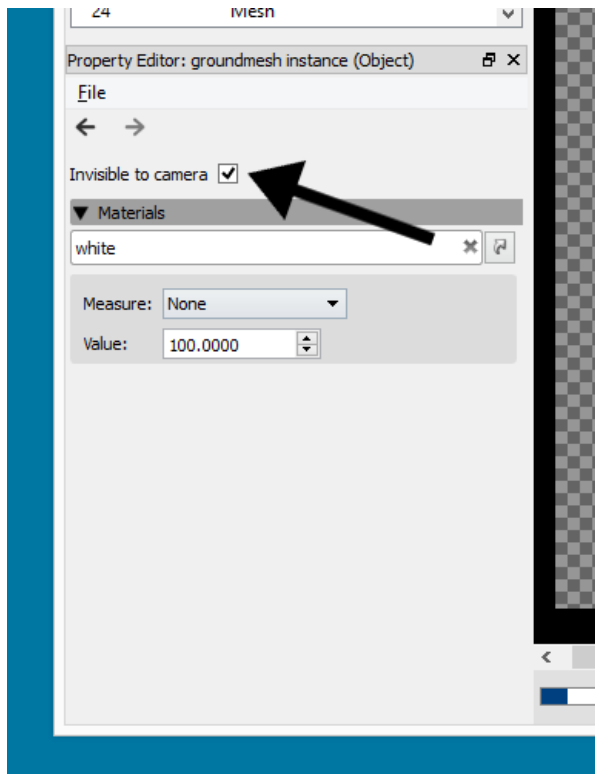 24 Mesh
Property Editor: groundmesh instance (Object)
File
Invisible to camera
Materials
white
Measure: None
Value: 100.0000